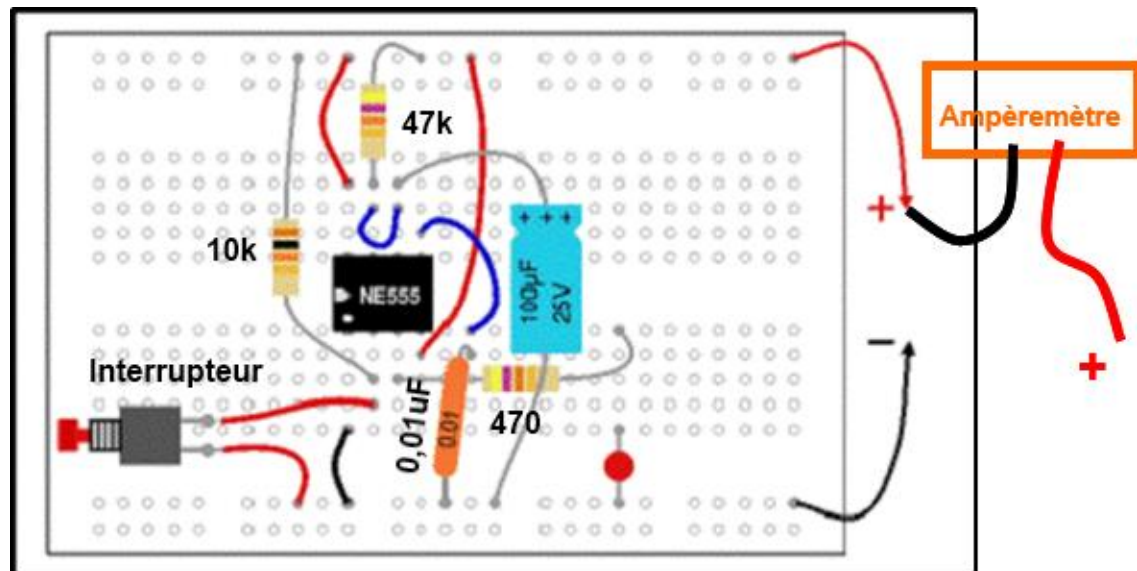 47k
Ampèremètre
+
10k
NE555
+ + +
100µF
25V
−
+
Interrupteur
0,01uF
0.01
470